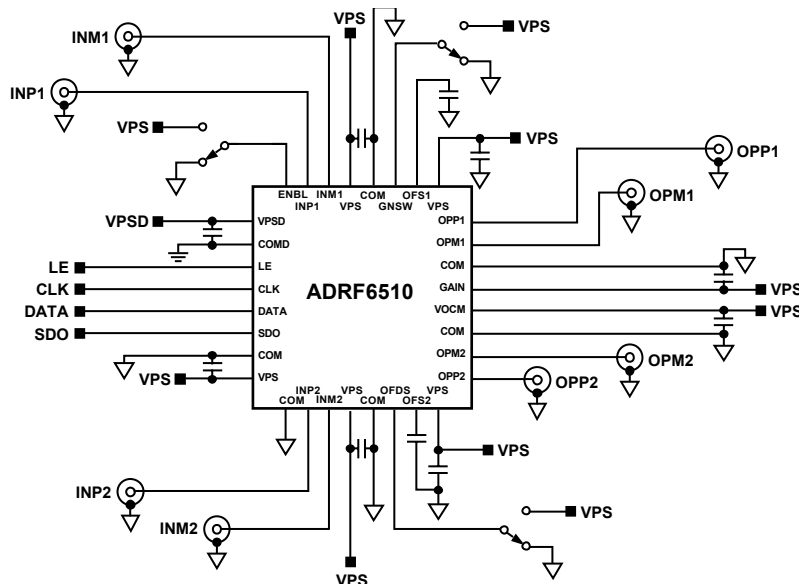 INM1
VPS
VPS
INP1
VPS
VPS
OPP1
OPM1
ENBL INM1 COM OFS1
INP1 VPS GNSW VPS
VPSD
VPSD
COMD
LE
LE
CLK
CLK
DATA
DATA
SDO
SDO
COM
VPS
VPS
ADRF6510
OPP1
OPM1
COM
GAIN
VPS
VOCM
VPS
COM
OPM2
OPM2
OPP2
OPP2
INP2 VPS OFDS VPS
COM INM2 COM OFS2
VPS
INP2
INM2
VPS
VPS